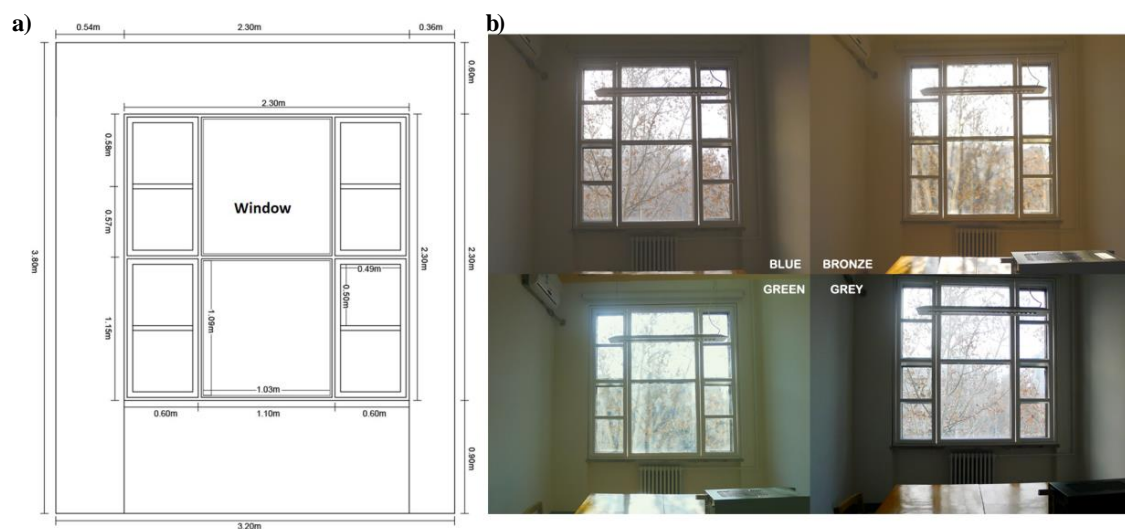 a)
0.54m 2.30m 0.36m
0.60m
2.30m
0.58m
Window
0.57m
3.80m
2.30m
2.30m
0.49m
0.50m
1.15m
1.09m
1.03m
0.60m 1.10m 0.60m
0.90m
3.20m
b)
BLUE BRONZE
GREEN GREY